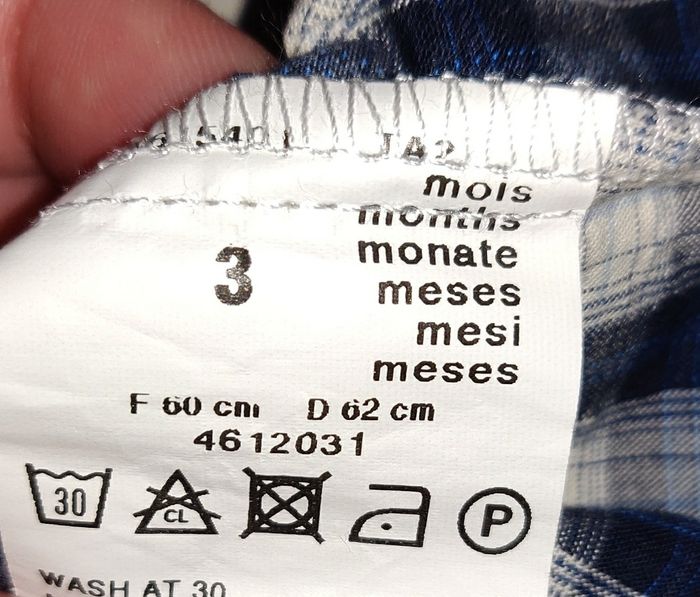 mois
months
3 monate
meses
mesi
meses
F 60 cm D 62 cm
4612031
30 CL P
WASH AT 30